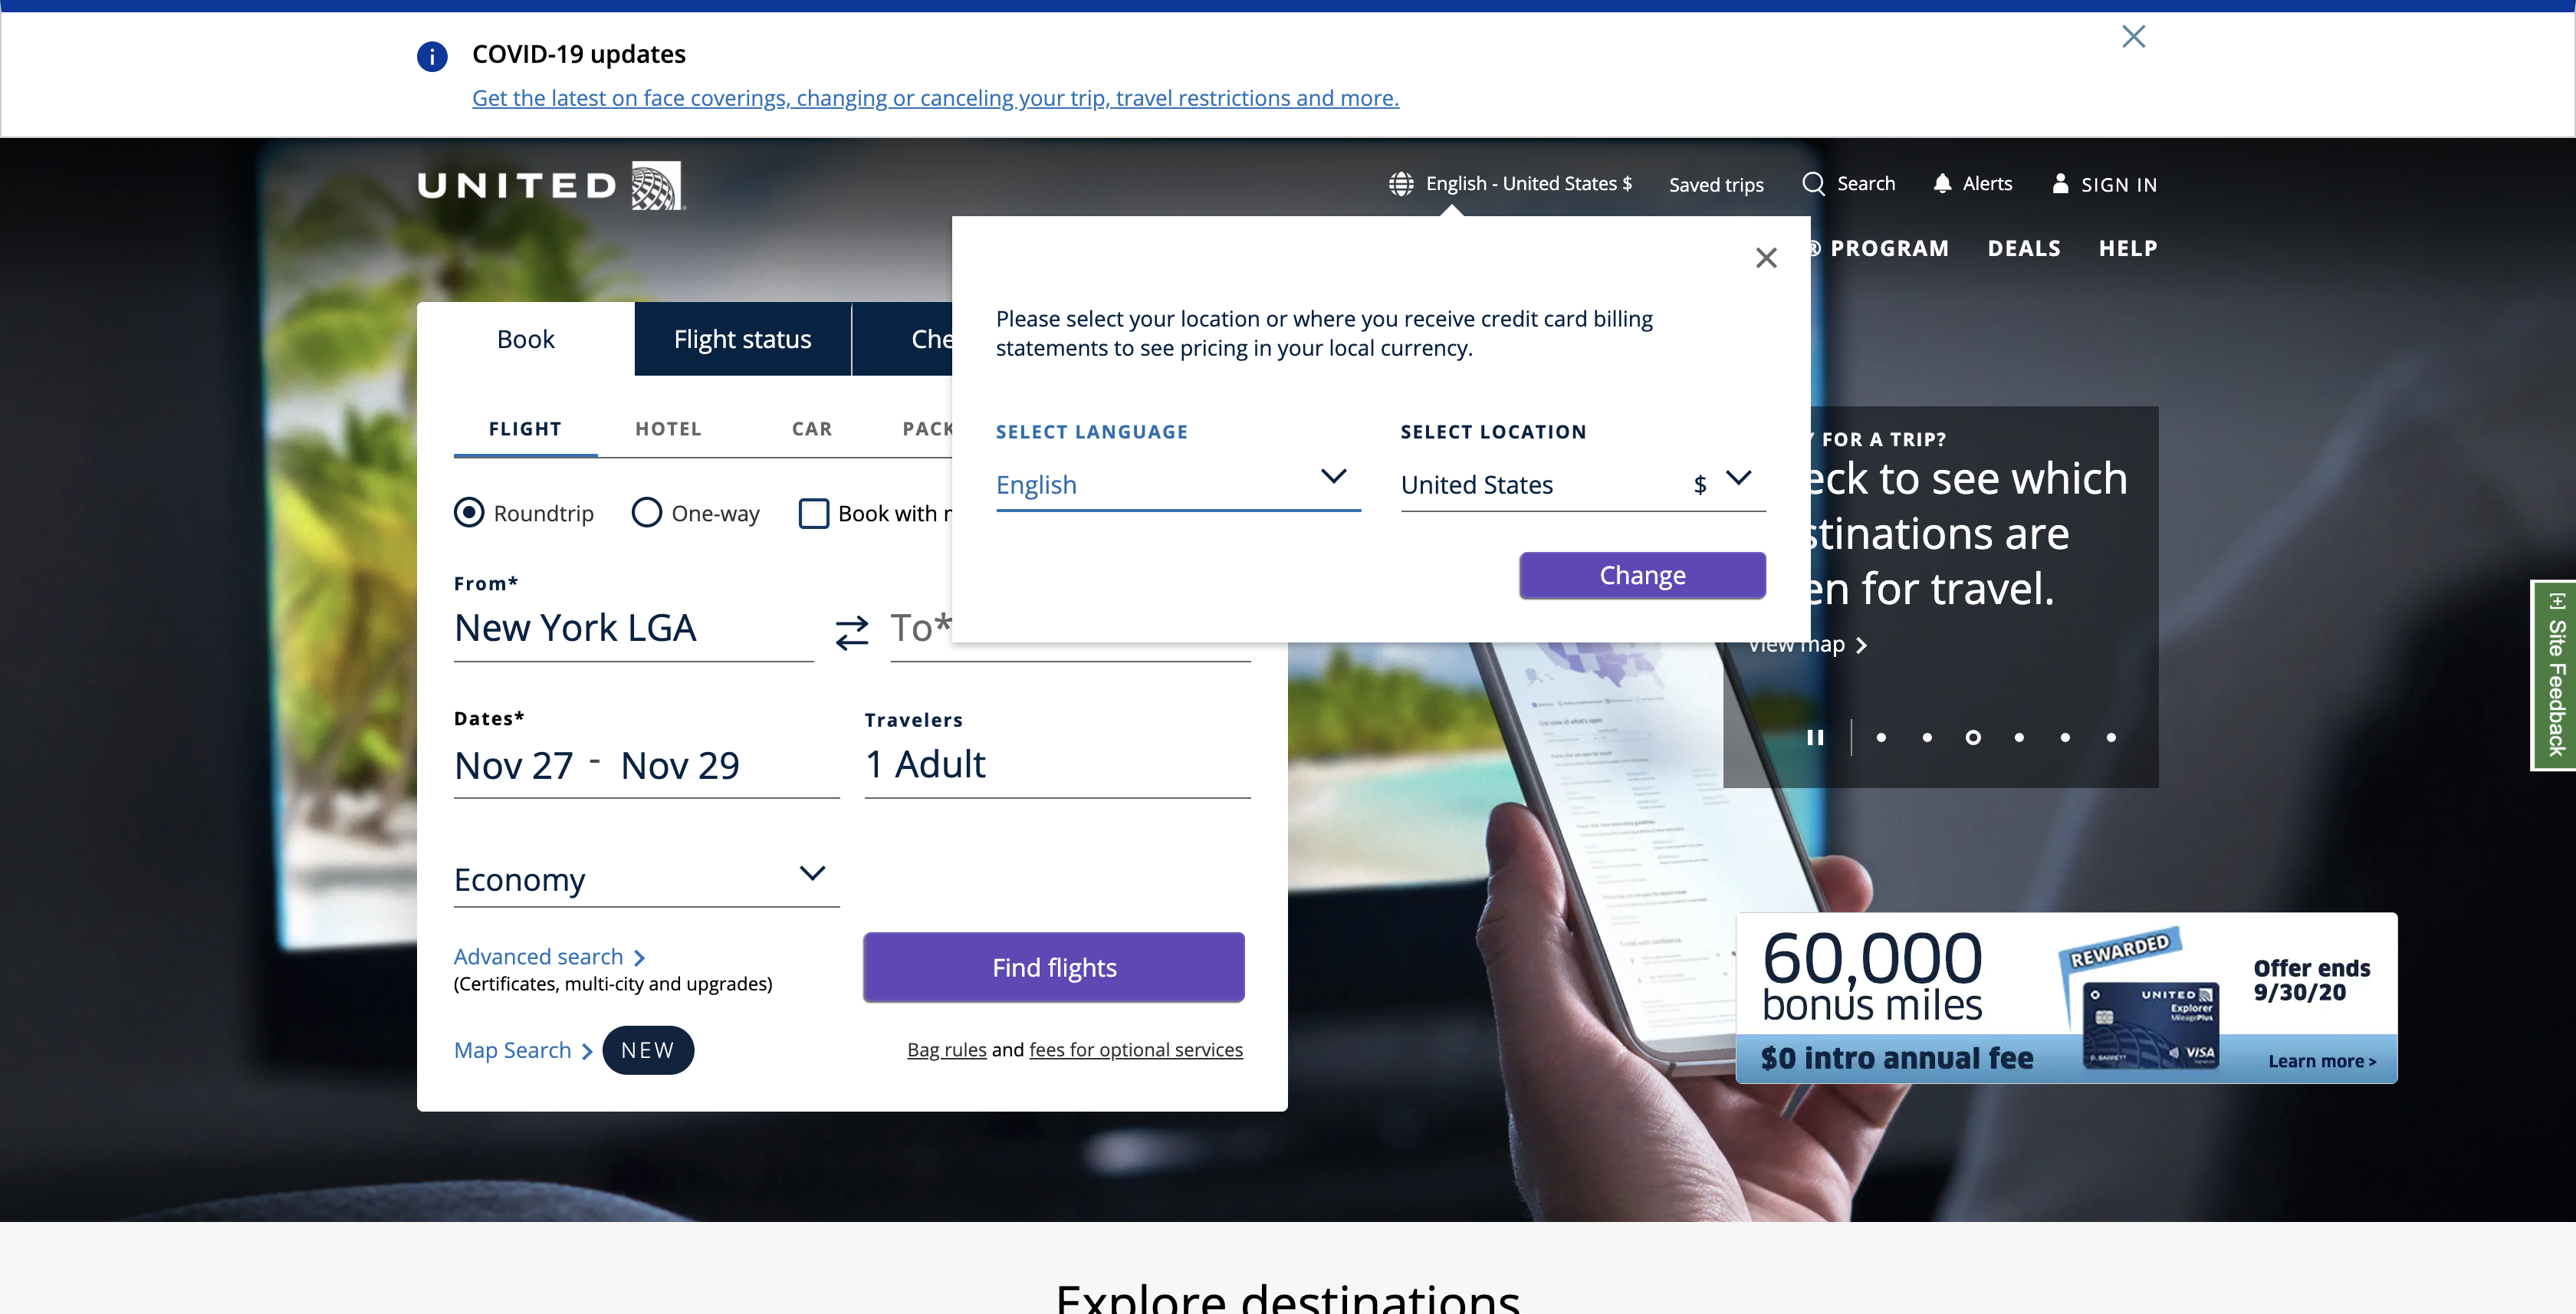 COVID-19 updates
Get the latest on face coverings, changing or canceling your trip, travel restrictions and more.
UNITED
English - United States $
Saved trips
Search
Alerts
SIGN IN
® PROGRAM
DEALS
HELP
Please select your location or where you receive credit card billing
statements to see pricing in your local currency.
SELECT LANGUAGE
English
SELECT LOCATION
United States $
Change
Book
Flight status
Che
FLIGHT
HOTEL
CAR
PACK
Roundtrip
One-way
Book with
From*
New York LGA
To*
Dates*
Nov 27 - Nov 29
Travelers
1 Adult
Economy
Advanced search
(Certificates, multi-city and upgrades)
Find flights
Map Search
NEW
Bag rules and fees for optional services
FOR A TRIP?
eck to see which
stinations are
en for travel.
View map
[+] Site Feedback
60,000
bonus miles
$0 intro annual fee
REWARDED
UNITED
Explorer
MileagePlus
VISA
Offer ends
9/30/20
Learn more >
Explore destinations